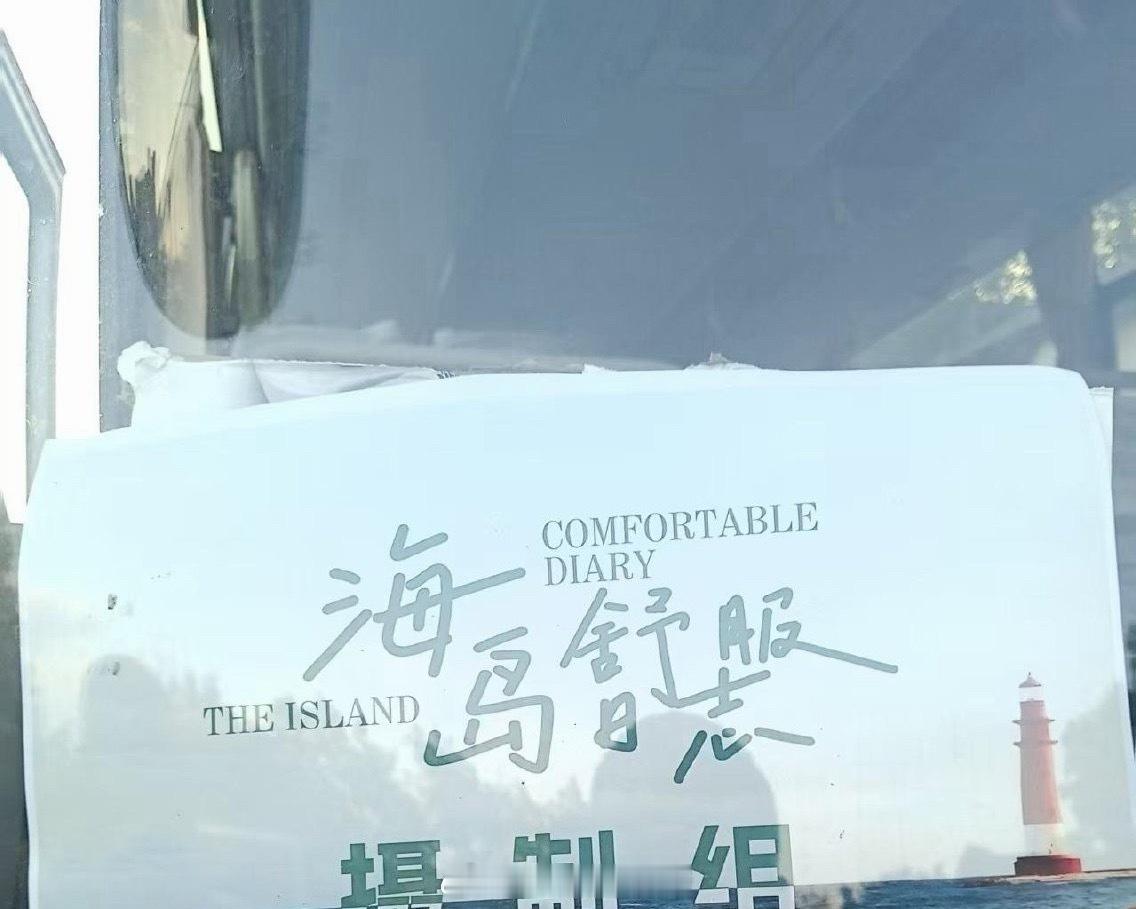 COMFORTABLE
DIARY
海岛舒服
日志
THE ISLAND
摄制组